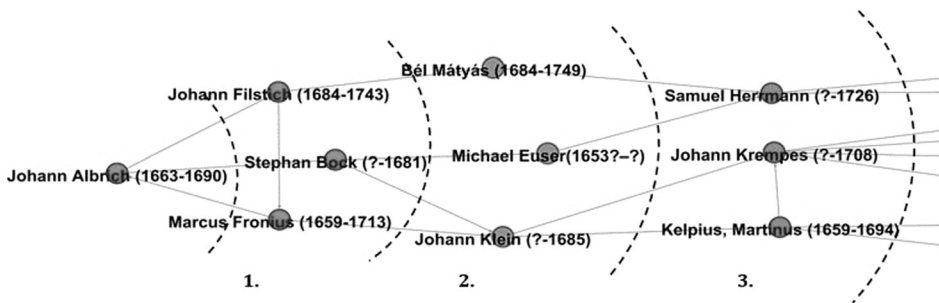 Johann Albrich (1663-1690)
Johann Filstich (1684-1743)
Stephan Bock (?-1681)
Marcus Fronius (1659-1713)
1.
Bél Mátyás (1684-1749)
Michael Euser(1653?–?)
Johann Klein (?-1685)
2.
Samuel Herrmann (?-1726)
Johann Krempes (?-1708)
Kelpius, Martinus (1659-1694)
3.